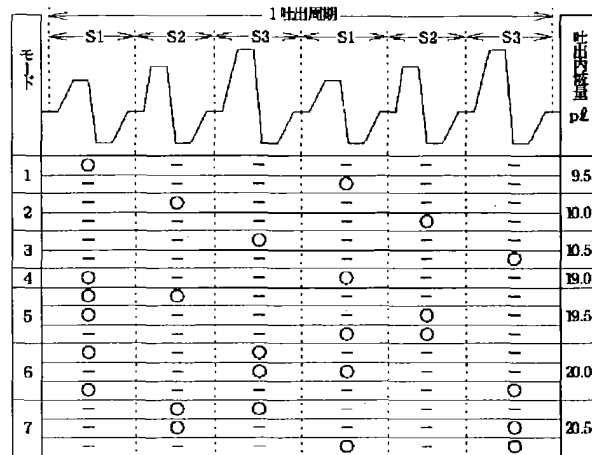 1吐出周期
S1 S2 S3 S1 S2 S3
モード
吐出内液量
pℓ
1 ○ － － － － － 9.5
－ － － ○ － －
2 － ○ － － － － 10.0
－ － － － ○ －
3 － － ○ － － － 10.5
－ － － － － ○
4 ○ － － ○ － － 19.0
○ ○ － － － －
5 ○ － － － ○ － 19.5
－ － － ○ ○ －
○ － ○ － － －
6 － － ○ ○ － － 20.0
○ － － － － ○
－ ○ ○ － － －
7 － ○ － － － ○ 20.5
－ － － ○ － ○